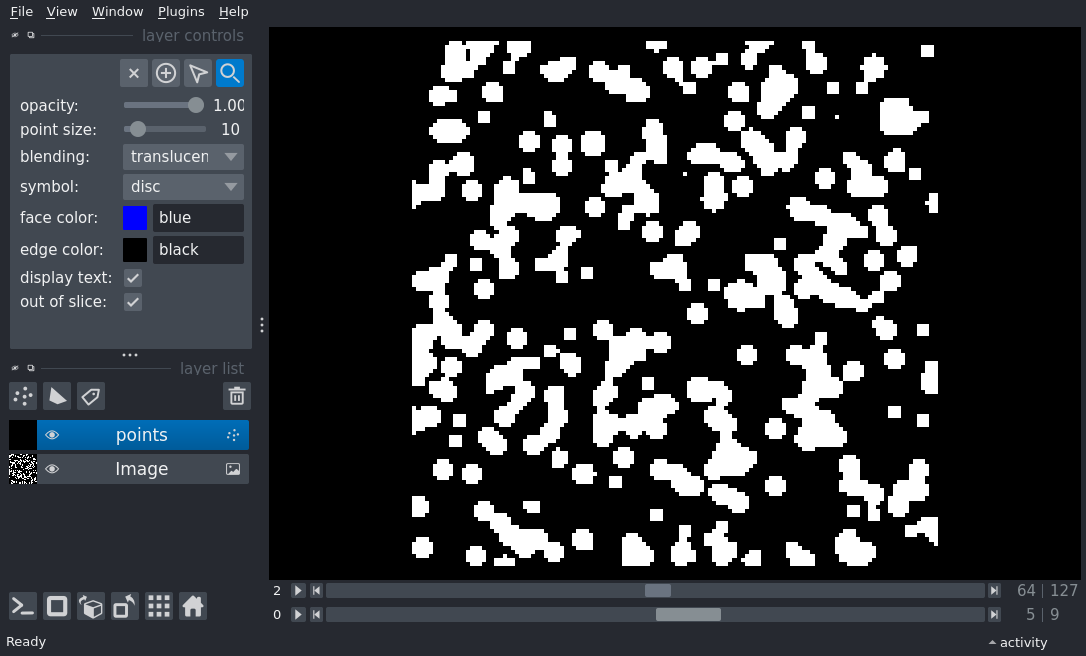 File View Window Plugins Help
layer controls
opacity: 1.00
point size: 10
blending: translucen
symbol: disc
face color: blue
edge color: black
display text:
out of slice:
layer list
points
Image
2 64 | 127
0 5 | 9
Ready activity